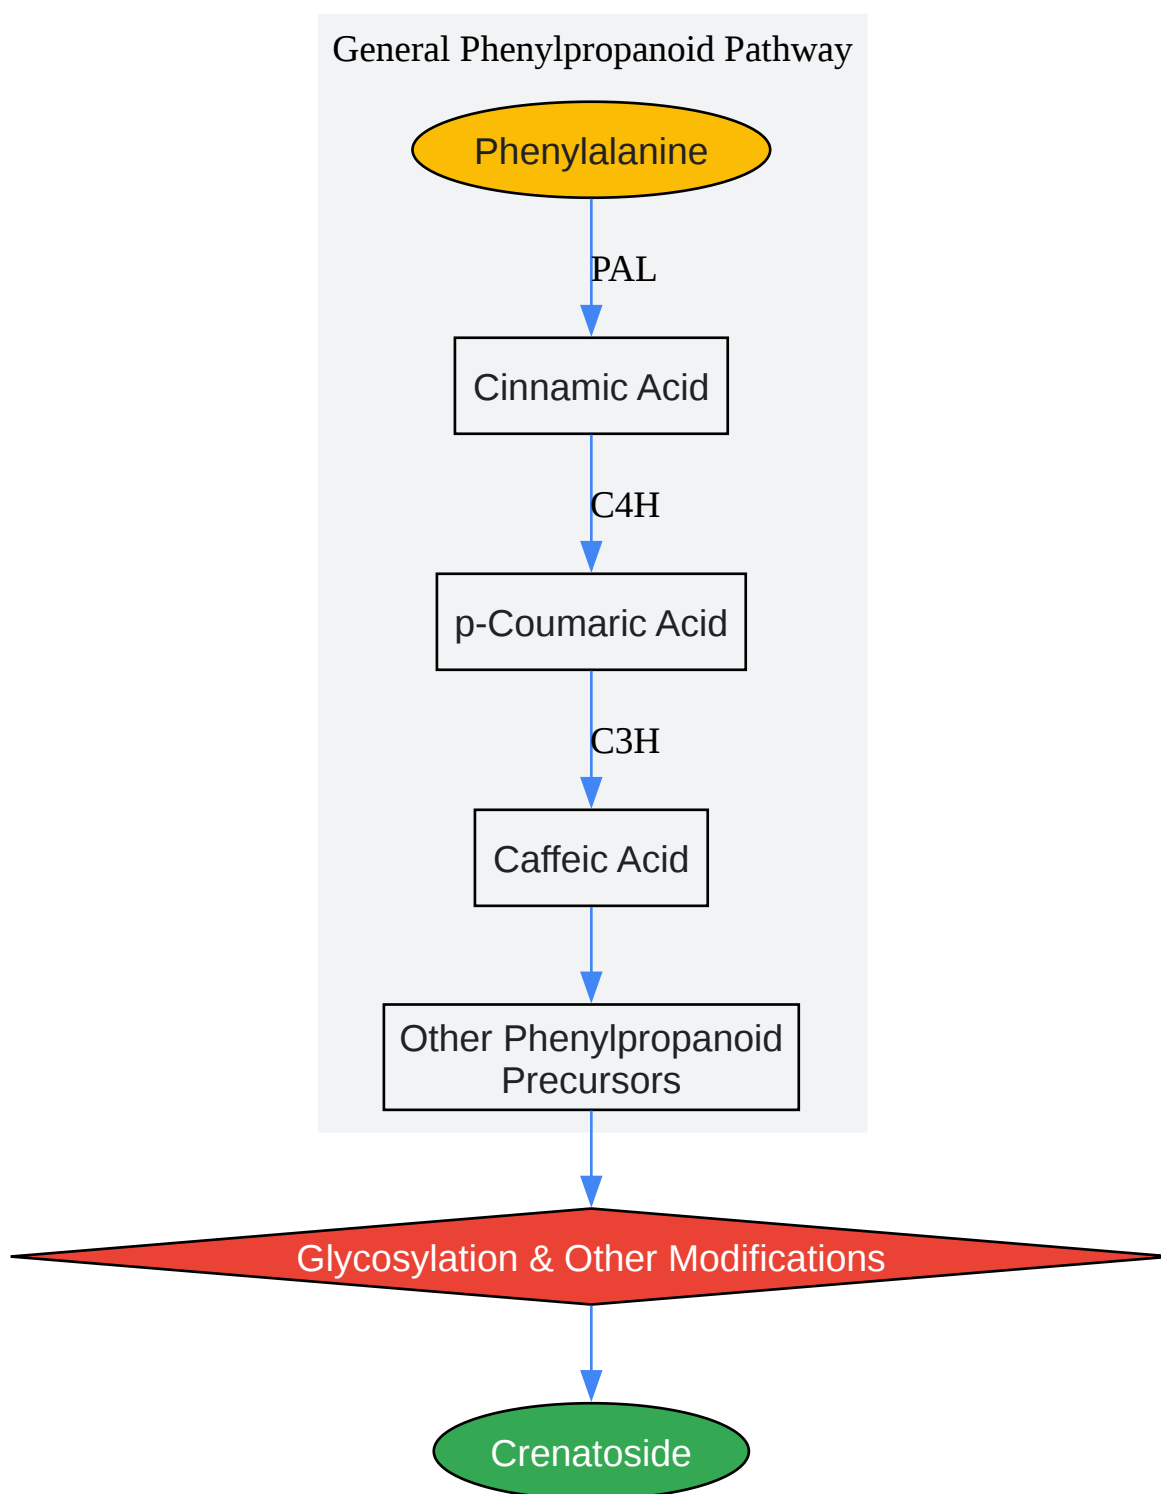 General Phenylpropanoid Pathway
Phenylalanine
PAL
Cinnamic Acid
C4H
p-Coumaric Acid
C3H
Caffeic Acid
Other Phenylpropanoid
Precursors
Glycosylation & Other Modifications
Crenatoside